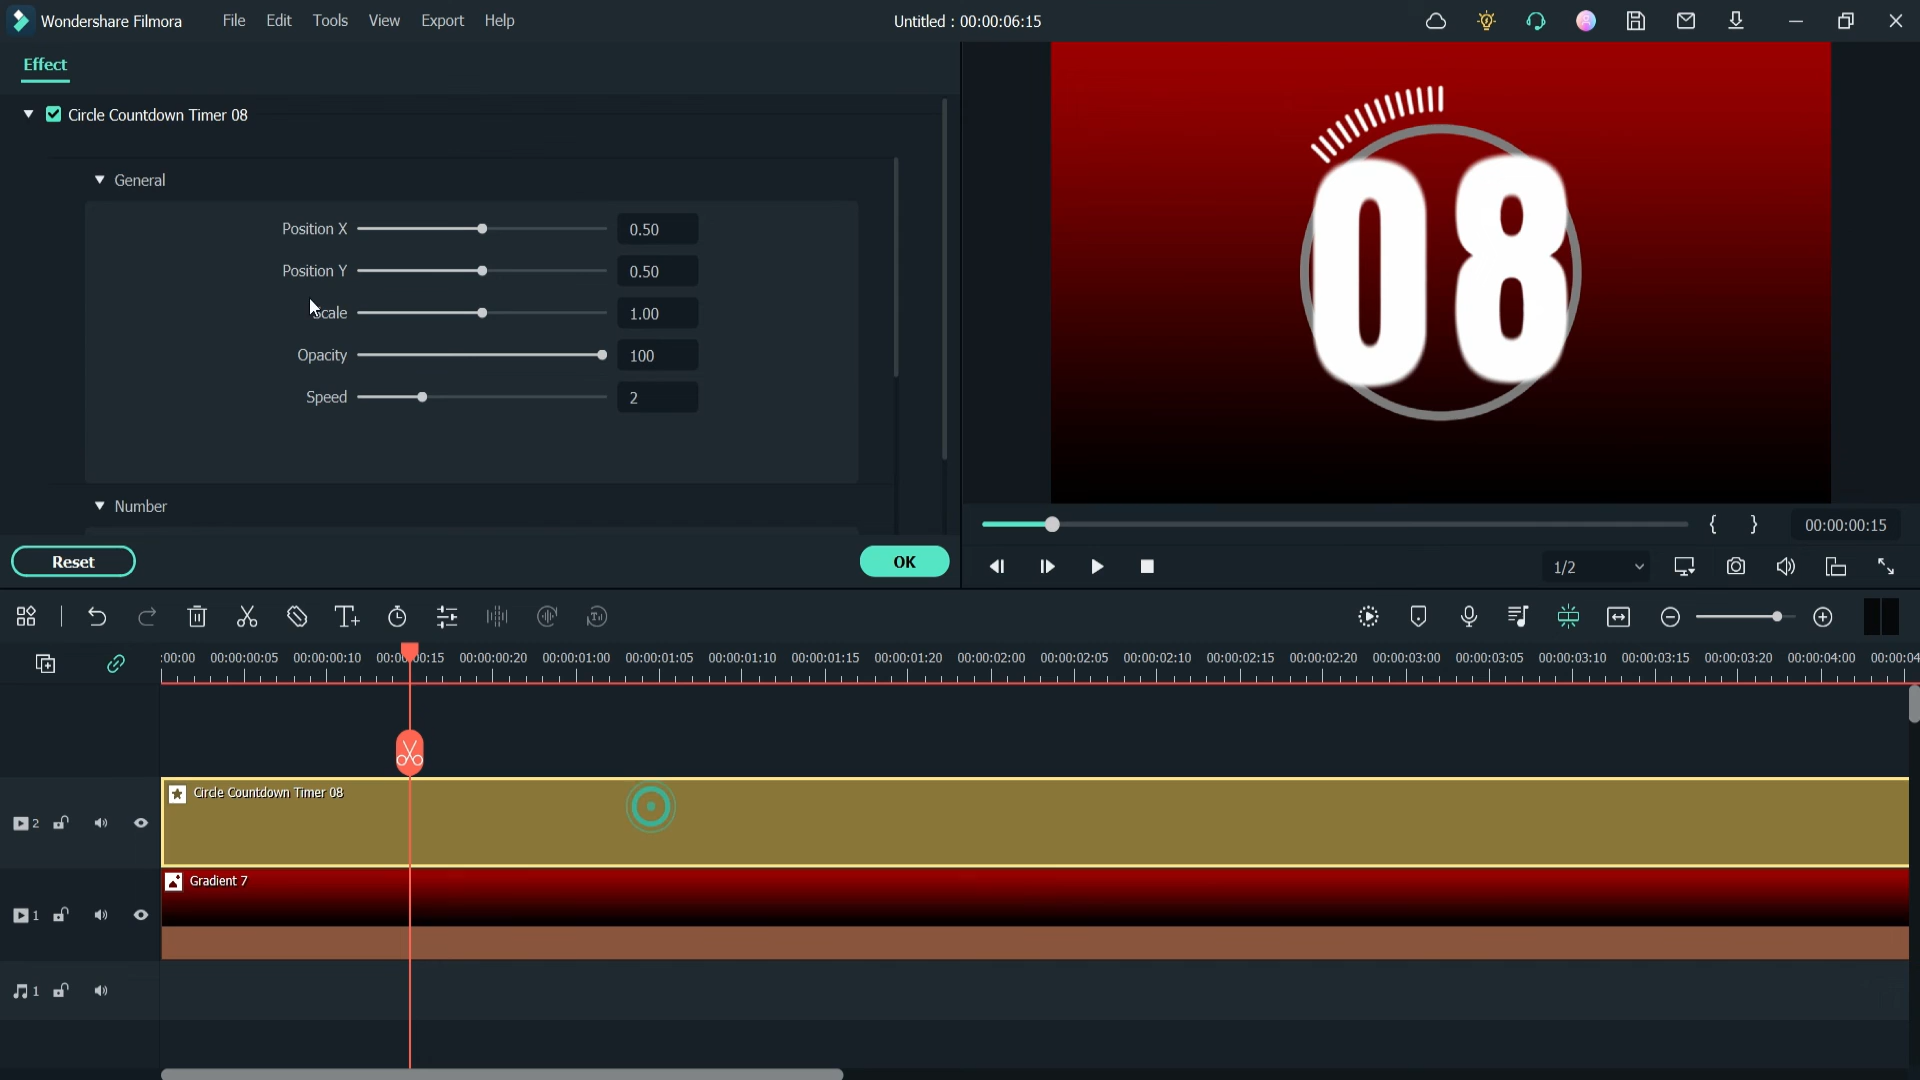 Wondershare Filmora File Edit Tools View Export Help Untitled : 00:00:06:15
Effect
Circle Countdown Timer 08
General
Position X 0.50
Position Y 0.50
Scale 1.00
Opacity 100
Speed 2
Number
Reset OK
08
{ } 00:00:00:15
1/2
:00:00 00:00:00:05 00:00:00:10 00:00:00:15 00:00:00:20 00:00:01:00 00:00:01:05 00:00:01:10 00:00:01:15 00:00:01:20 00:00:02:00 00:00:02:05 00:00:02:10 00:00:02:15 00:00:02:20 00:00:03:00 00:00:03:05 00:00:03:10 00:00:03:15 00:00:03:20 00:00:04:00 00:00:04
Circle Countdown Timer 08
2
Gradient 7
1
1